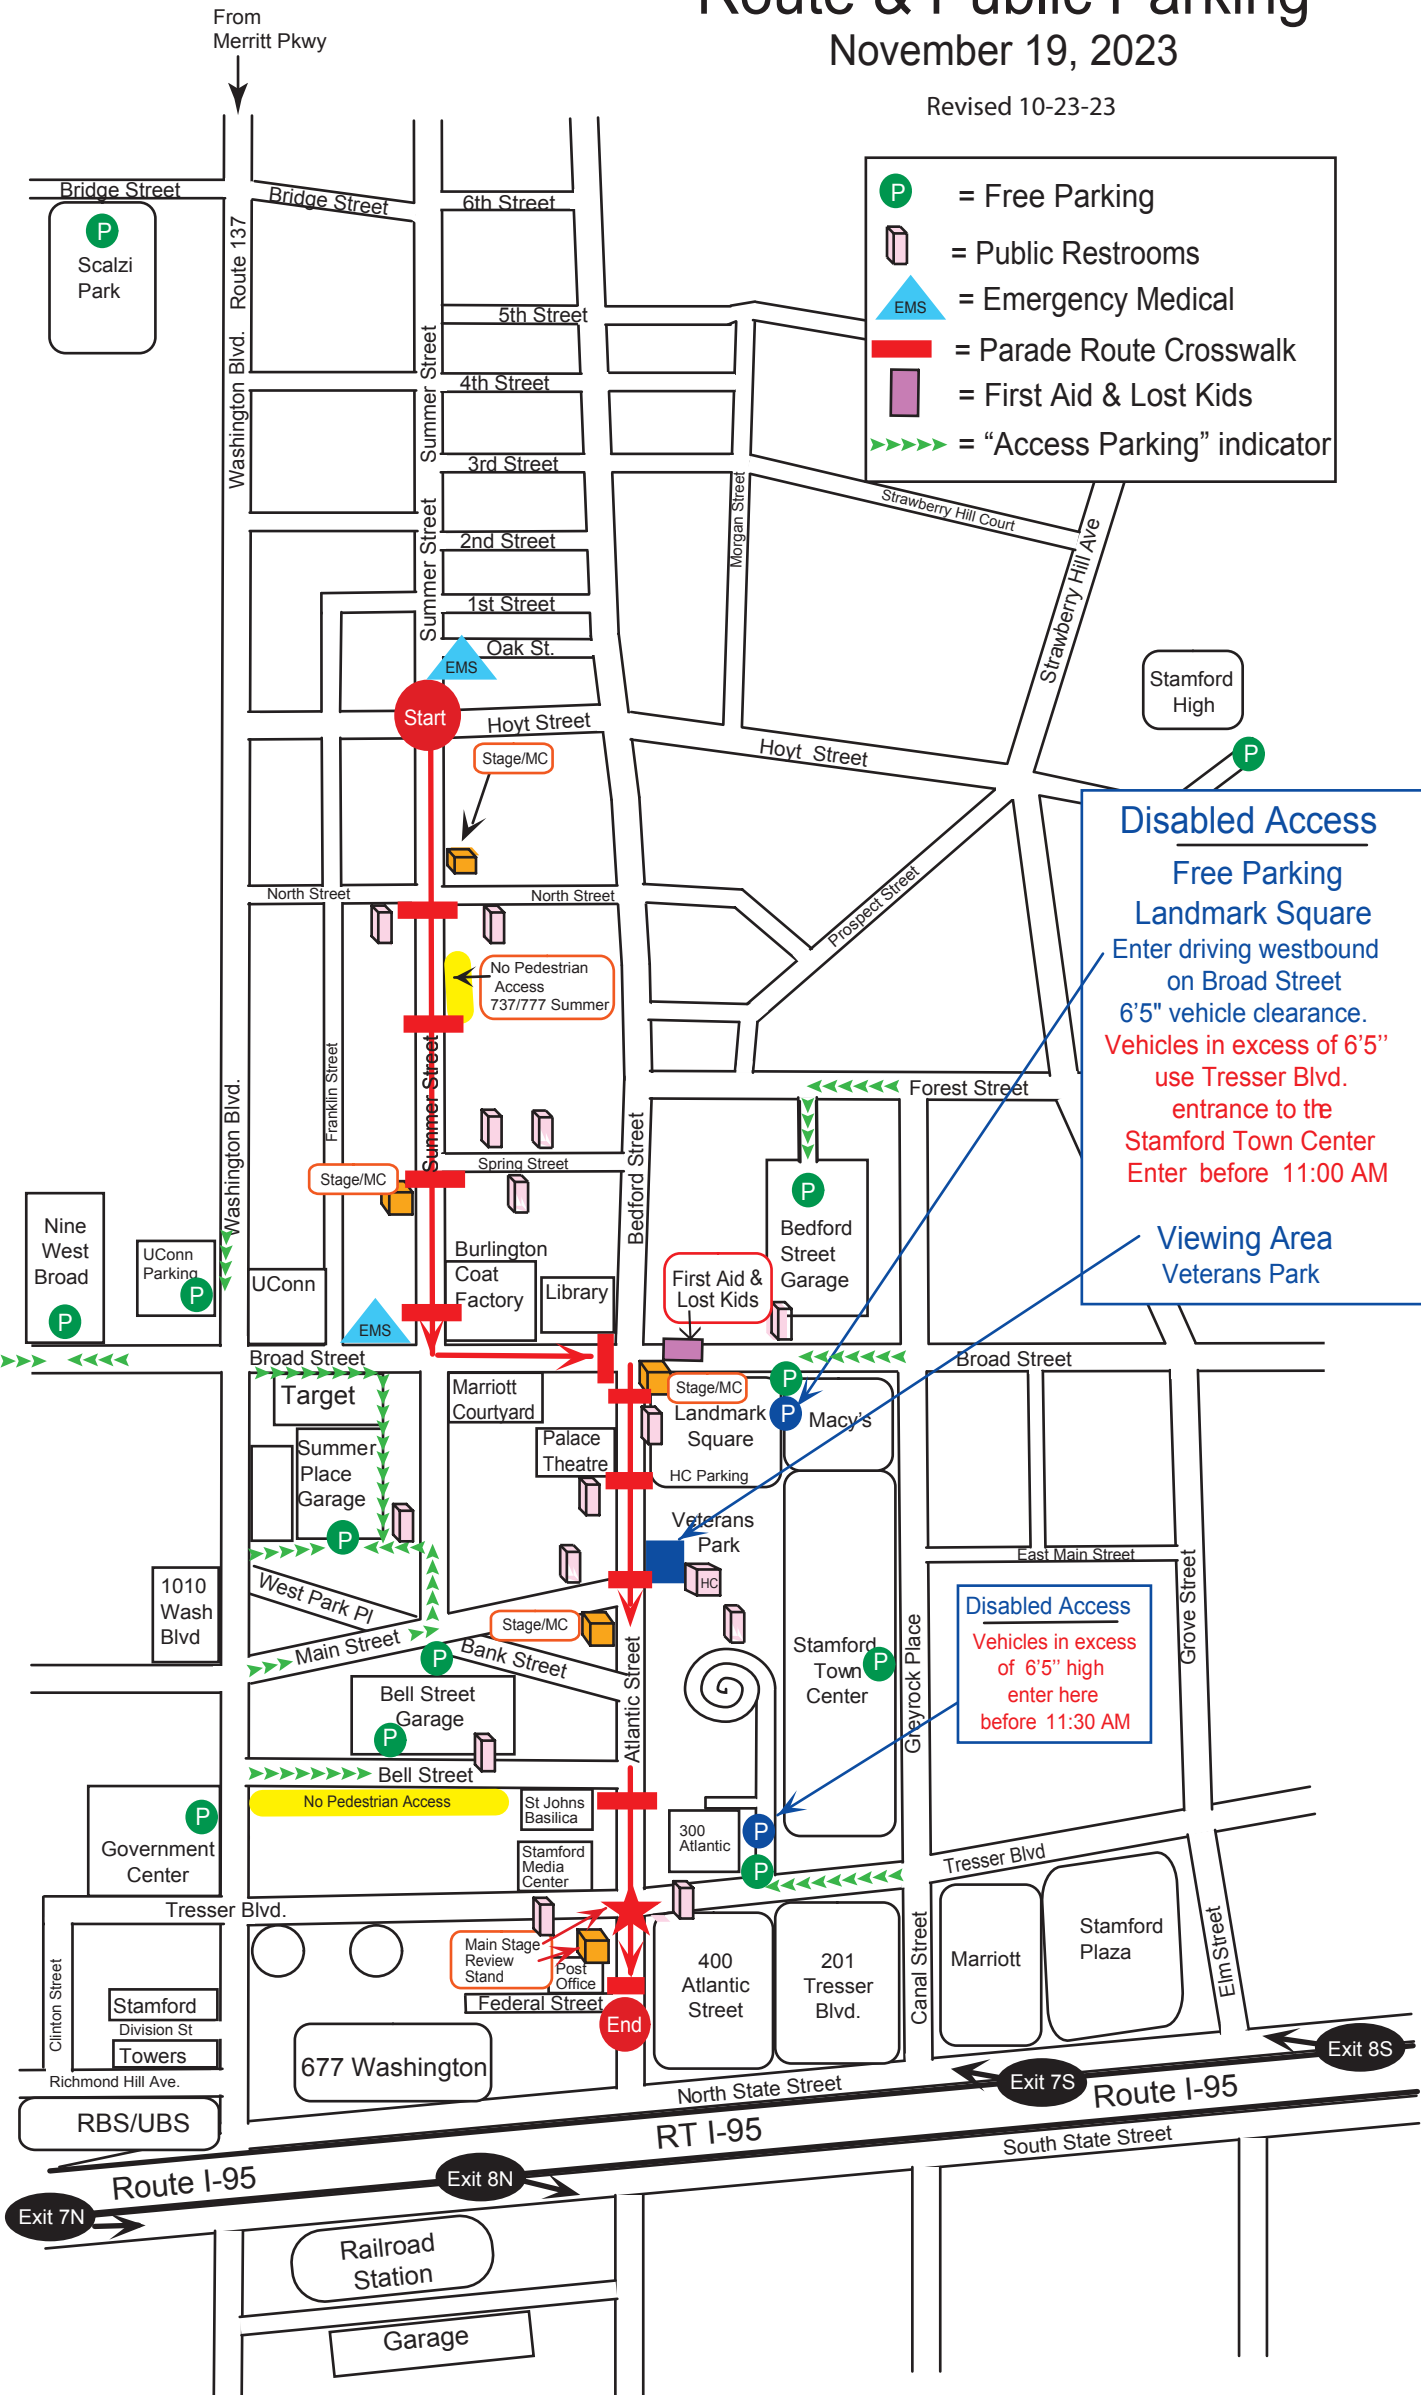 From
Merritt Pkwy
Route & Public Parking
November 19, 2023
Revised 10-23-23
P = Free Parking
= Public Restrooms
EMS = Emergency Medical
= Parade Route Crosswalk
= First Aid & Lost Kids
= “Access Parking” indicator
Bridge Street
Bridge Street
6th Street
P
Scalzi
Park
Route 137
Washington Blvd.
5th Street
Summer Street
4th Street
3rd Street
Morgan Street
Strawberry Hill Court
Summer Street
2nd Street
Strawberry Hill Ave
1st Street
Oak St.
EMS
Stamford
High
P
Start
Hoyt Street
Hoyt Street
Stage/MC
Disabled Access
Free Parking
Landmark Square
Enter driving westbound
on Broad Street
6'5" vehicle clearance.
Vehicles in excess of 6’5’’
use Tresser Blvd.
entrance to the
Stamford Town Center
Enter before 11:00 AM
Viewing Area
Veterans Park
North Street
North Street
Prospect Street
No Pedestrian
Access
737/777 Summer
Franklin Street
Summer Street
Washington Blvd.
Forest Street
Bedford Street
Spring Street
Stage/MC
P
Bedford
Street
Garage
Nine
West
Broad
P
UConn
Parking
P
UConn
Burlington
Coat
Factory
Library
First Aid &
Lost Kids
EMS
Broad Street
Broad Street
Target
Marriott
Courtyard
Stage/MC
P
P
Landmark
Square
Macy's
HC Parking
Summer
Place
Garage
P
Palace
Theatre
Veterans
Park
HC
East Main Street
1010
Wash
Blvd
West Park Pl
Main Street
Stage/MC
Bank Street
P
Disabled Access
Vehicles in excess
of 6’5’’ high
enter here
before 11:30 AM
Grove Street
Stamford
Town
Center
P
Greyrock Place
Bell Street
Garage
P
Atlantic Street
Bell Street
No Pedestrian Access
St Johns
Basilica
P
Government
Center
300
Atlantic
P
P
Stamford
Media
Center
Tresser Blvd
Tresser Blvd.
Main Stage
Review
Stand
Post
Office
Federal Street
End
400
Atlantic
Street
201
Tresser
Blvd.
Canal Street
Marriott
Stamford
Plaza
Elm Street
Clinton Street
Stamford
Division St
Towers
Richmond Hill Ave.
RBS/UBS
677 Washington
North State Street
Exit 8S
Exit 7S
Route I-95
RT I-95
South State Street
Route I-95
Exit 8N
Exit 7N
Railroad
Station
Garage